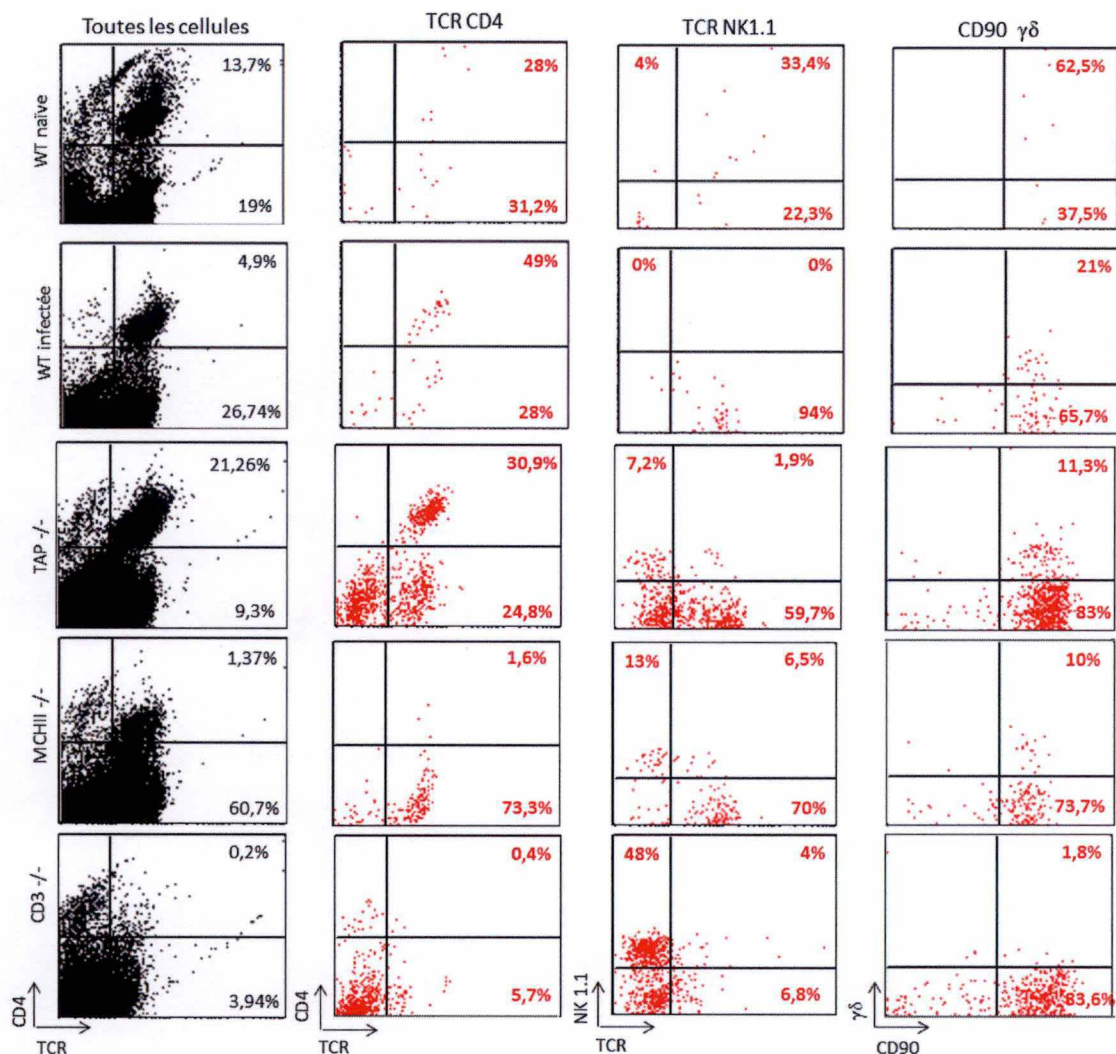 Toutes les cellules TCR CD4 TCR NK1.1 CD90 γδ
WT naïve
13,7% 28% 4% 33,4% 62,5%
19% 31,2% 22,3% 37,5%
WT infectée
4,9% 49% 0% 0% 21%
26,74% 28% 94% 65,7%
TAP -/-
21,26% 30,9% 7,2% 1,9% 11,3%
9,3% 24,8% 59,7% 83%
MCHII -/-
1,37% 1,6% 13% 6,5% 10%
60,7% 73,3% 70% 73,7%
CD3 -/-
0,2% 0,4% 48% 4% 1,8%
3,94% 5,7% 6,8% 83,6%
CD4 CD4 NK 1.1 γδ
TCR TCR TCR CD90